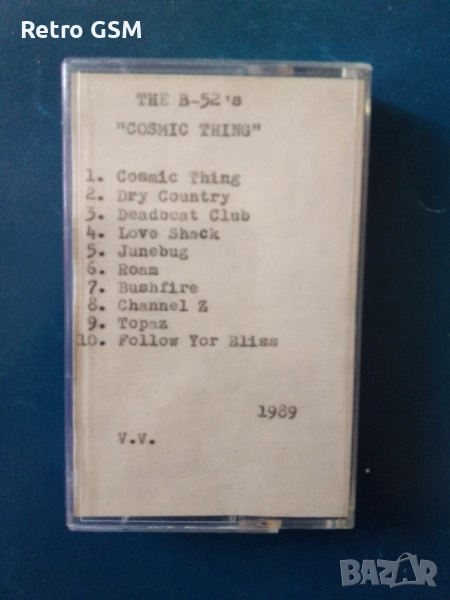 Retro GSM
THE B-52's
"COSMIC THING"
1. Cosmic Thing
2. Dry Country
3. Deadbeat Club
4. Love Shack
5. Junebug
6. Roam
7. Bushfire
8. Channel Z
9. Topaz
10. Follow Yor Bliss
1989
V.V.
BAZAR